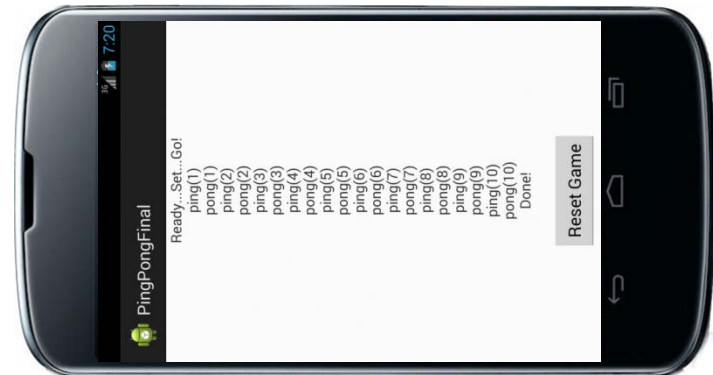 3G 7:20
PingPongFinal
Ready...Set...Go!
ping(1)
pong(1)
ping(2)
pong(2)
ping(3)
pong(3)
ping(4)
pong(4)
ping(5)
pong(5)
ping(6)
pong(6)
ping(7)
pong(7)
ping(8)
pong(8)
ping(9)
pong(9)
ping(10)
pong(10)
Done!
Reset Game